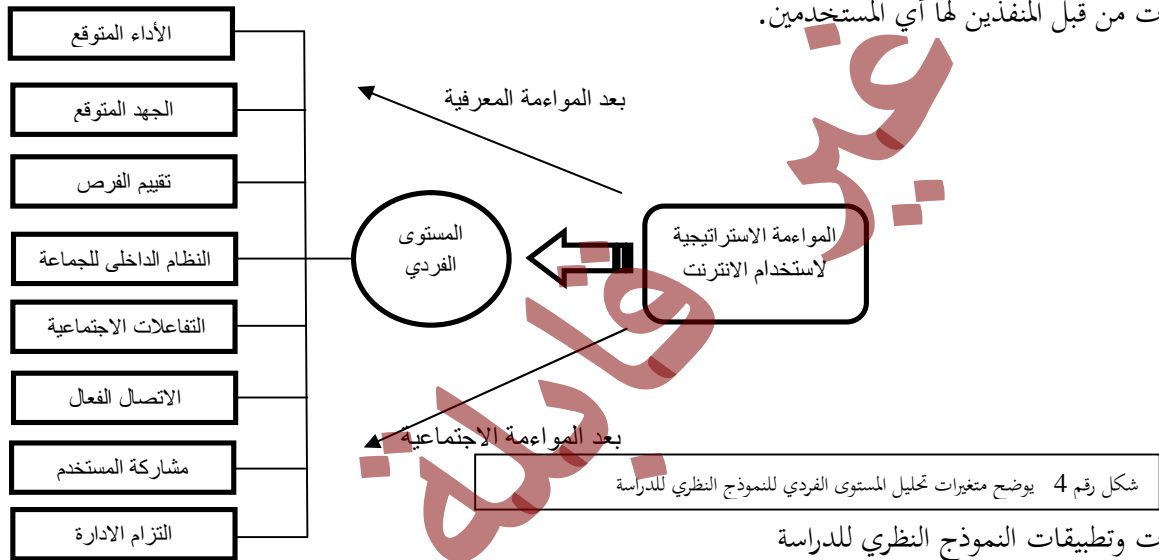 ت من قبل المنفذين لها أي المستخدمين.
الأداء المتوقع
الجهد المتوقع
تقييم الفرص
النظام الداخلى للجماعة
التفاعلات الاجتماعية
الاتصال الفعال
مشاركة المستخدم
التزام الادارة
بعد المواءمة المعرفية
المستوى
الفردي
المواءمة الاستراتيجية
لاستخدام الانترنت
بعد المواءمة الاجتماعية
شكل رقم 4 يوضح متغيرات تحليل المستوى الفردي للنموذج النظري للدراسة
ت وتطبيقات النموذج النظري للدراسة
غير قابلة